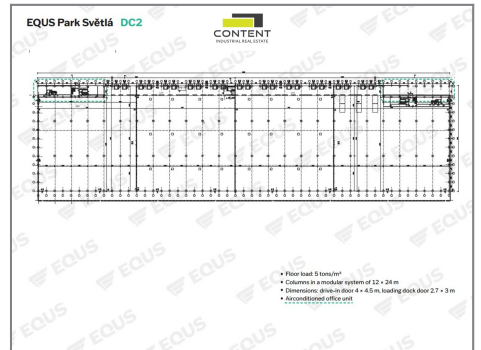 EQUS Park Světlá DC2
CONTENT
INDUSTRIAL REAL ESTATE
EQUS
• Floor load: 5 tons/m²
• Columns in a modular system of 12 × 24 m
• Dimensions: drive-in door 4 × 4.5 m, loading dock door 2.7 × 3 m
• Airconditioned office unit